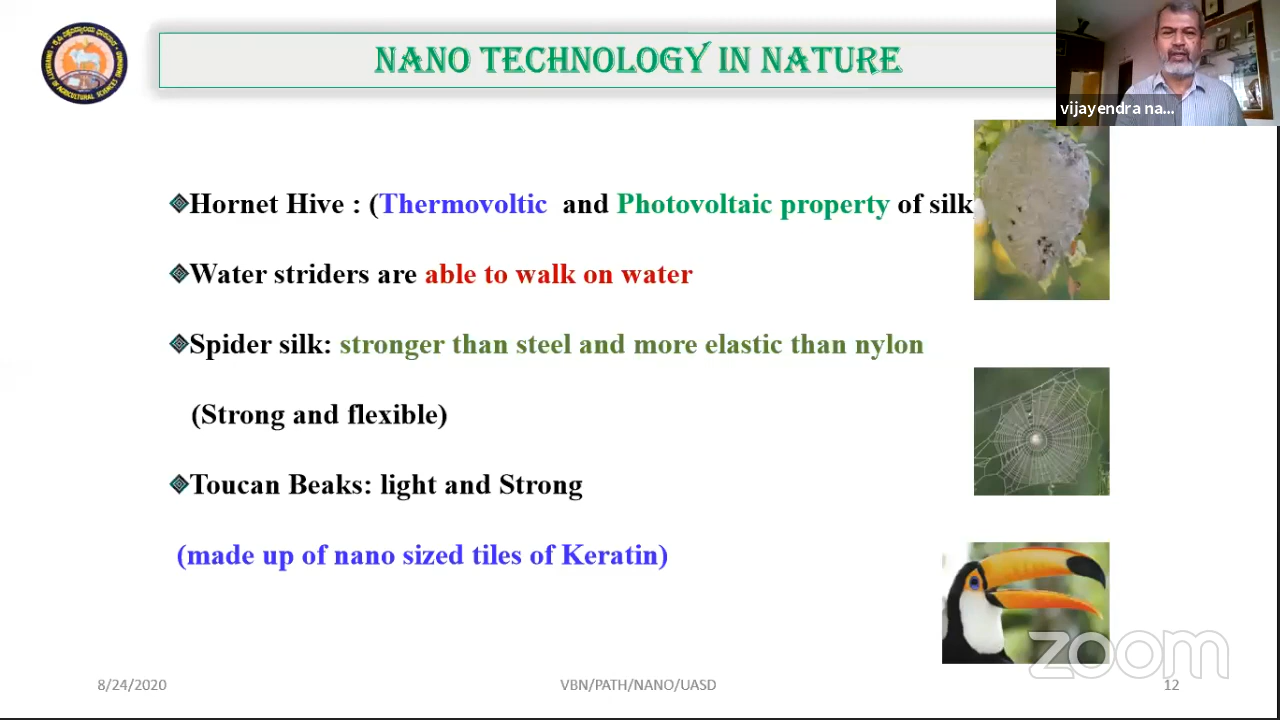 NANO TECHNOLOGY IN NATURE
vijayendra na...
Hornet Hive : (Thermovoltic and Photovoltaic property of silk
Water striders are able to walk on water
Spider silk: stronger than steel and more elastic than nylon
(Strong and flexible)
Toucan Beaks: light and Strong
(made up of nano sized tiles of Keratin)
zoom
8/24/2020
VBN/PATH/NANO/UASD
12